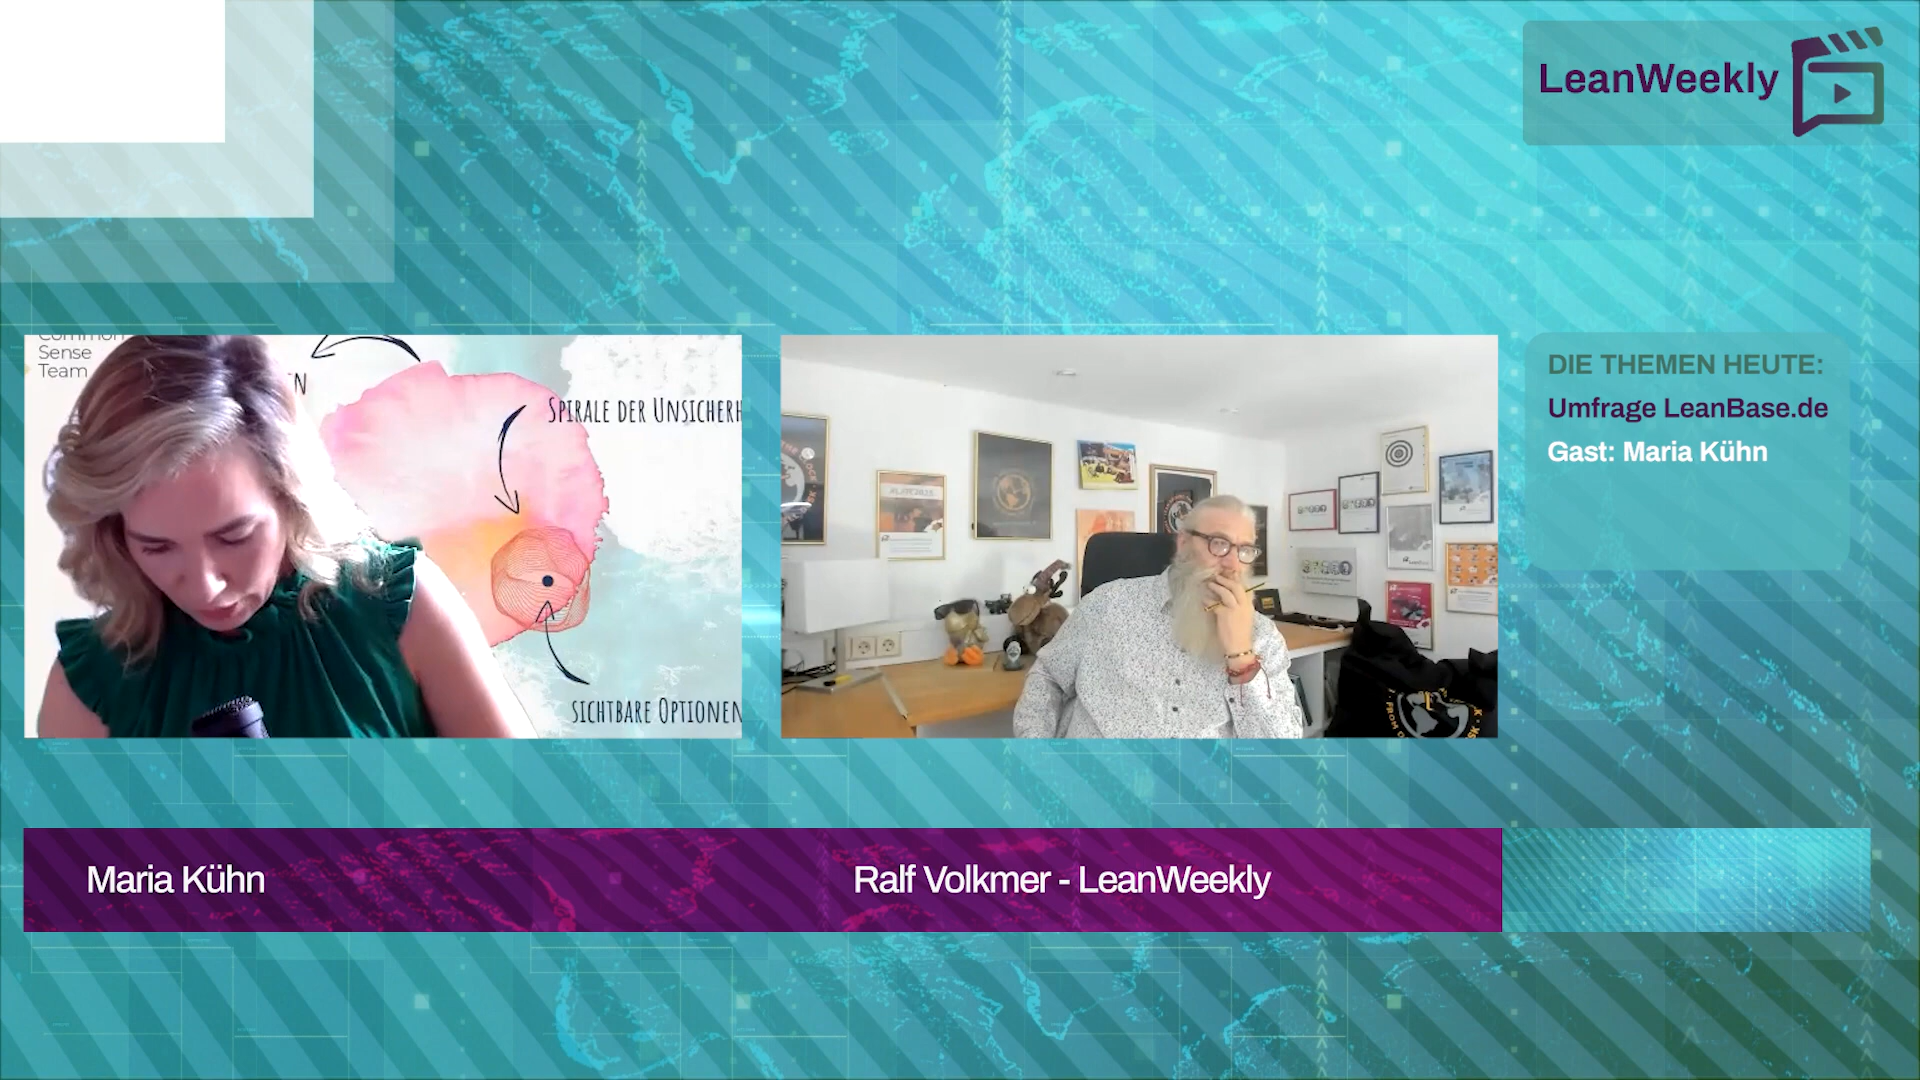 LeanWeekly
Common
Sense
Team
SPIRALE DER UNSICHERH
SICHTBARE OPTIONEN
DIE THEMEN HEUTE:
Umfrage LeanBase.de
Gast: Maria Kühn
Maria Kühn
Ralf Volkmer - LeanWeekly